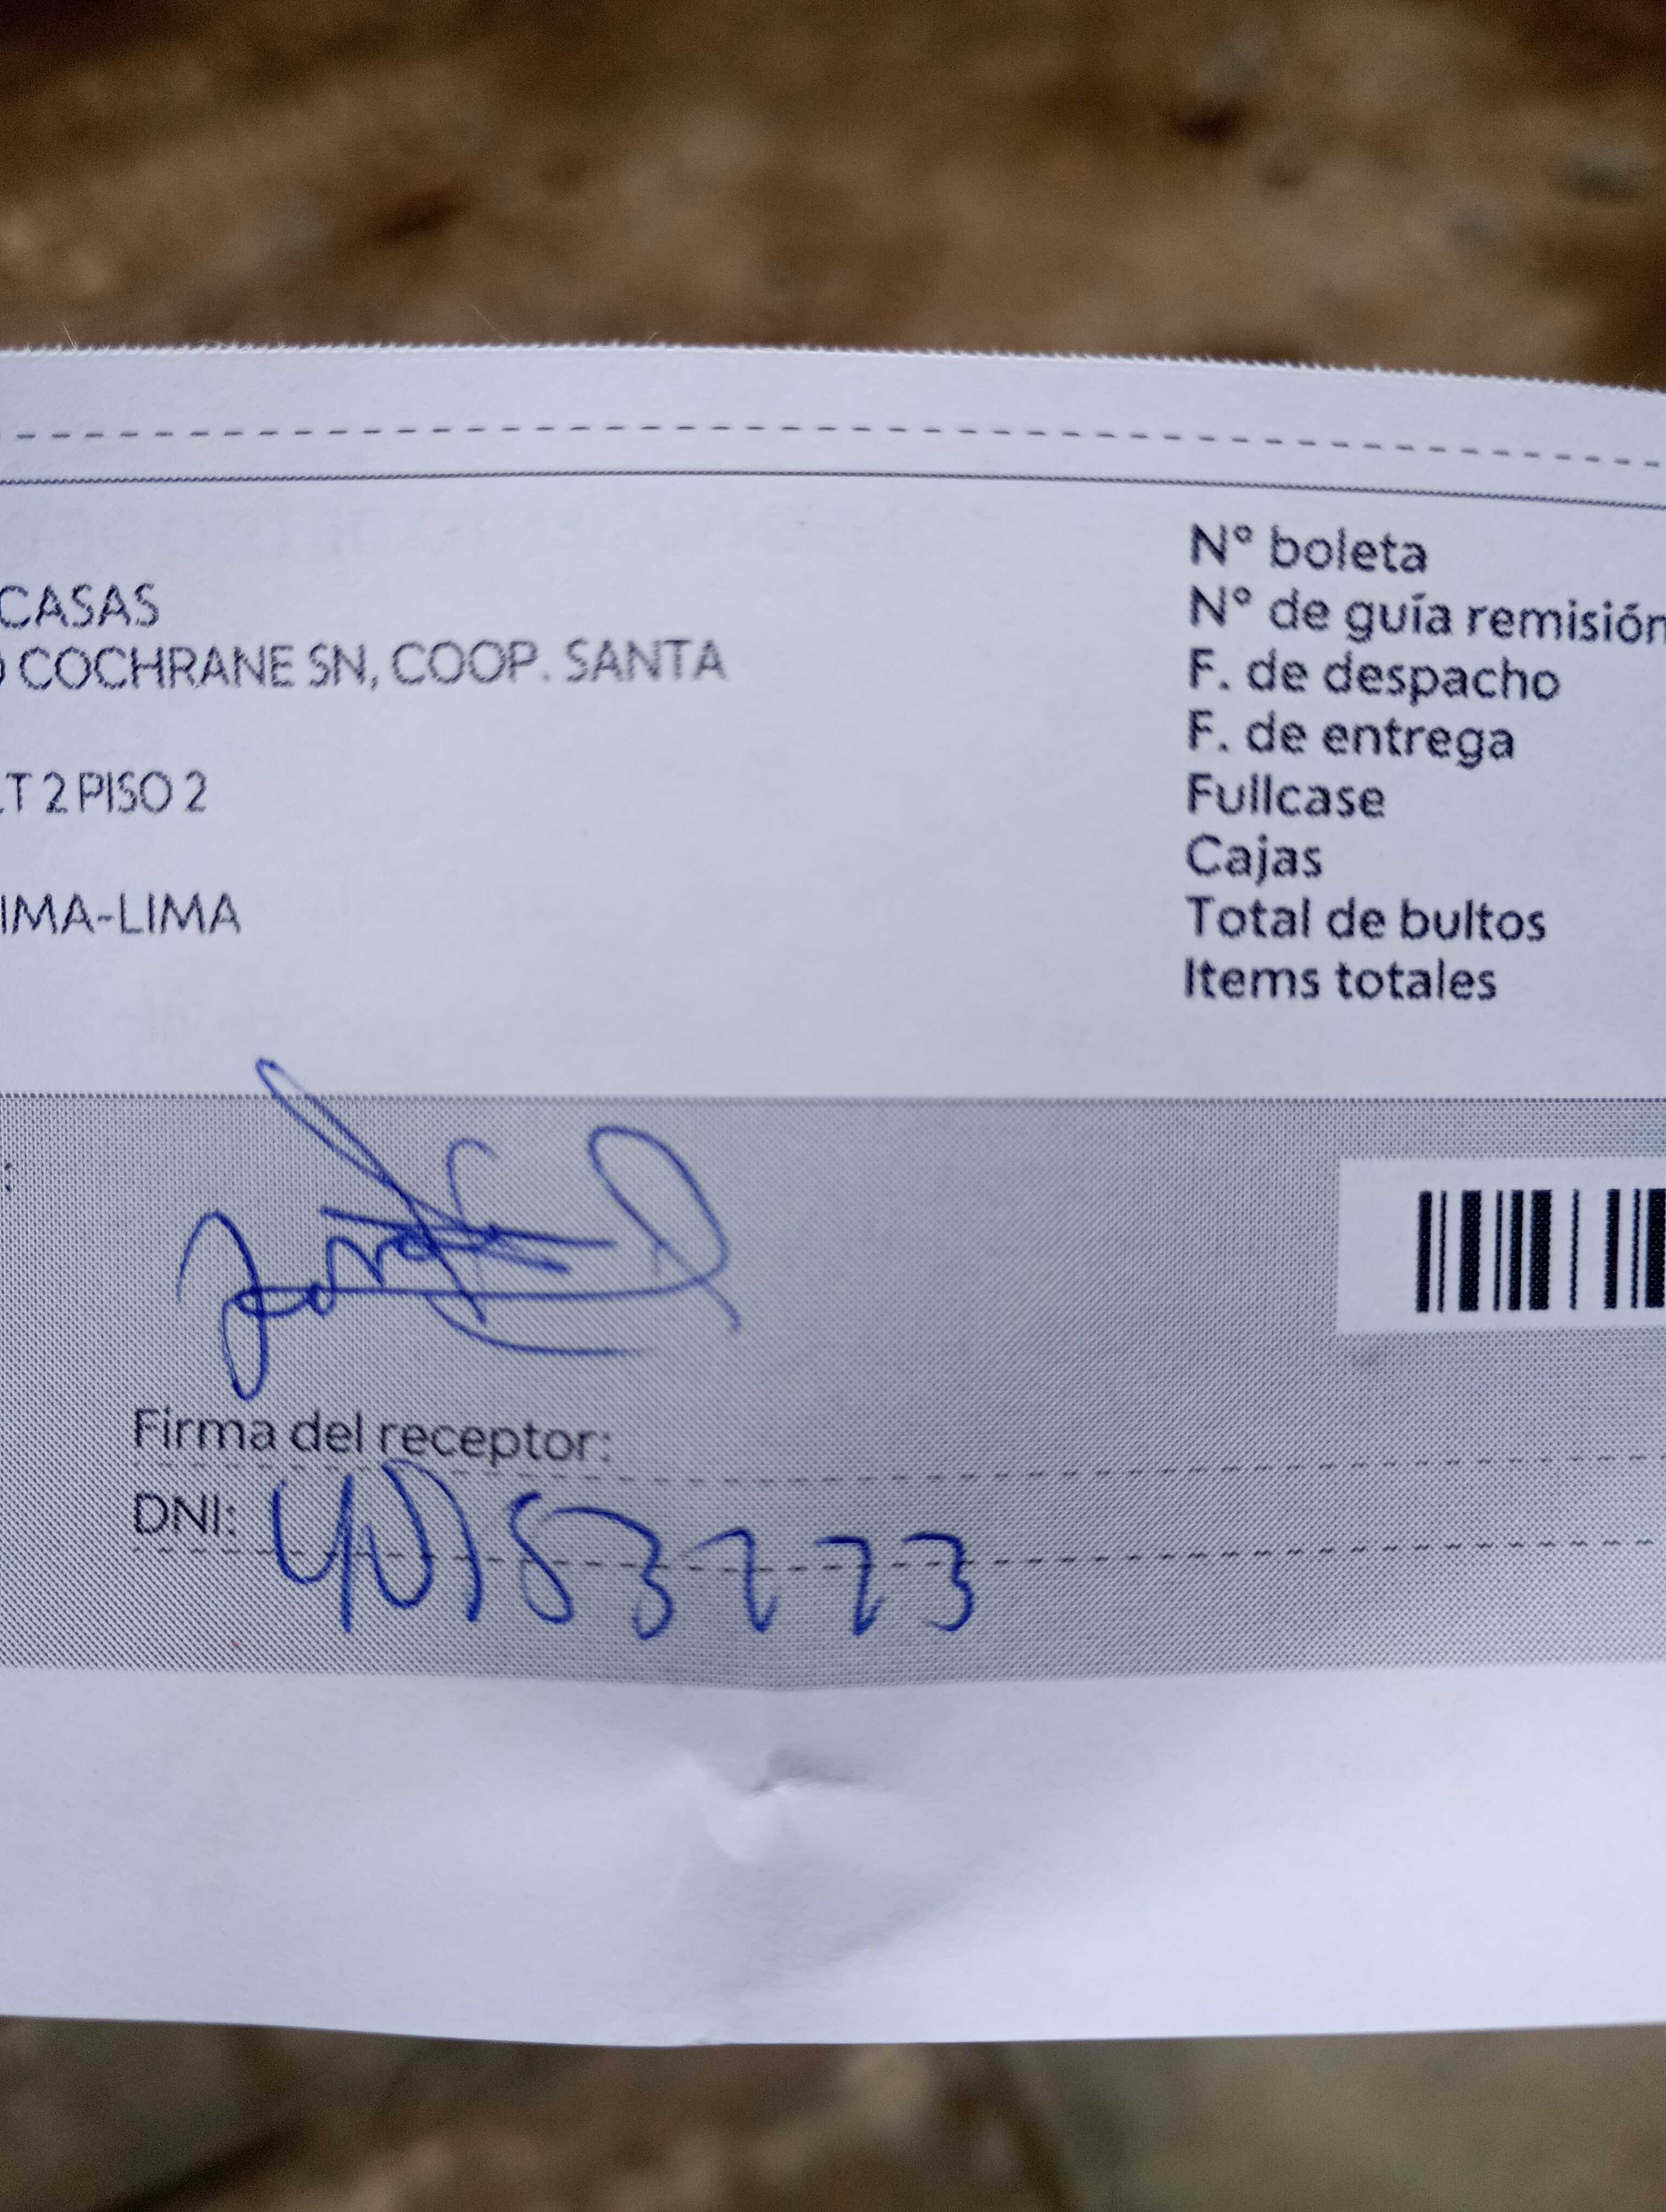 CASAS
COCHRANE SN, COOP. SANTA
LT 2 PISO 2
IMA-LIMA
N° boleta
N° de guía remisión
F. de despacho
F. de entrega
Fullcase
Cajas
Total de bultos
Items totales
:
Firma del receptor:
DNI: 40183773